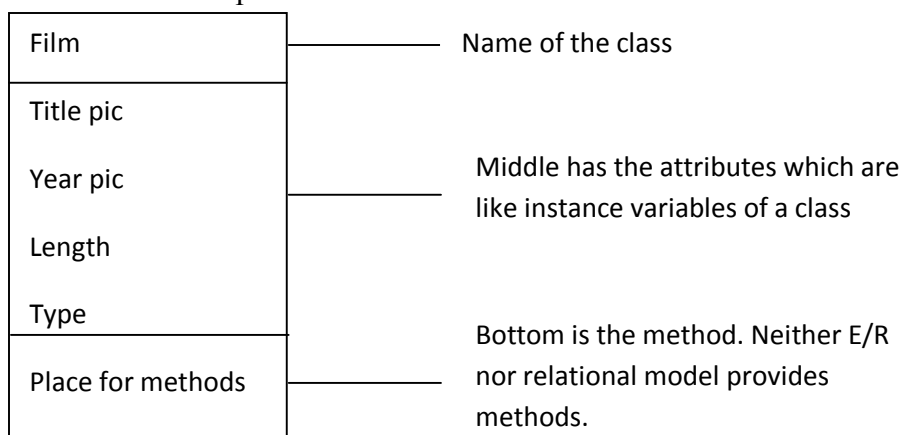 Film
Name of the class
Title pic
Year pic
Length
Type
Middle has the attributes which are
like instance variables of a class
Place for methods
Bottom is the method. Neither E/R
nor relational model provides
methods.